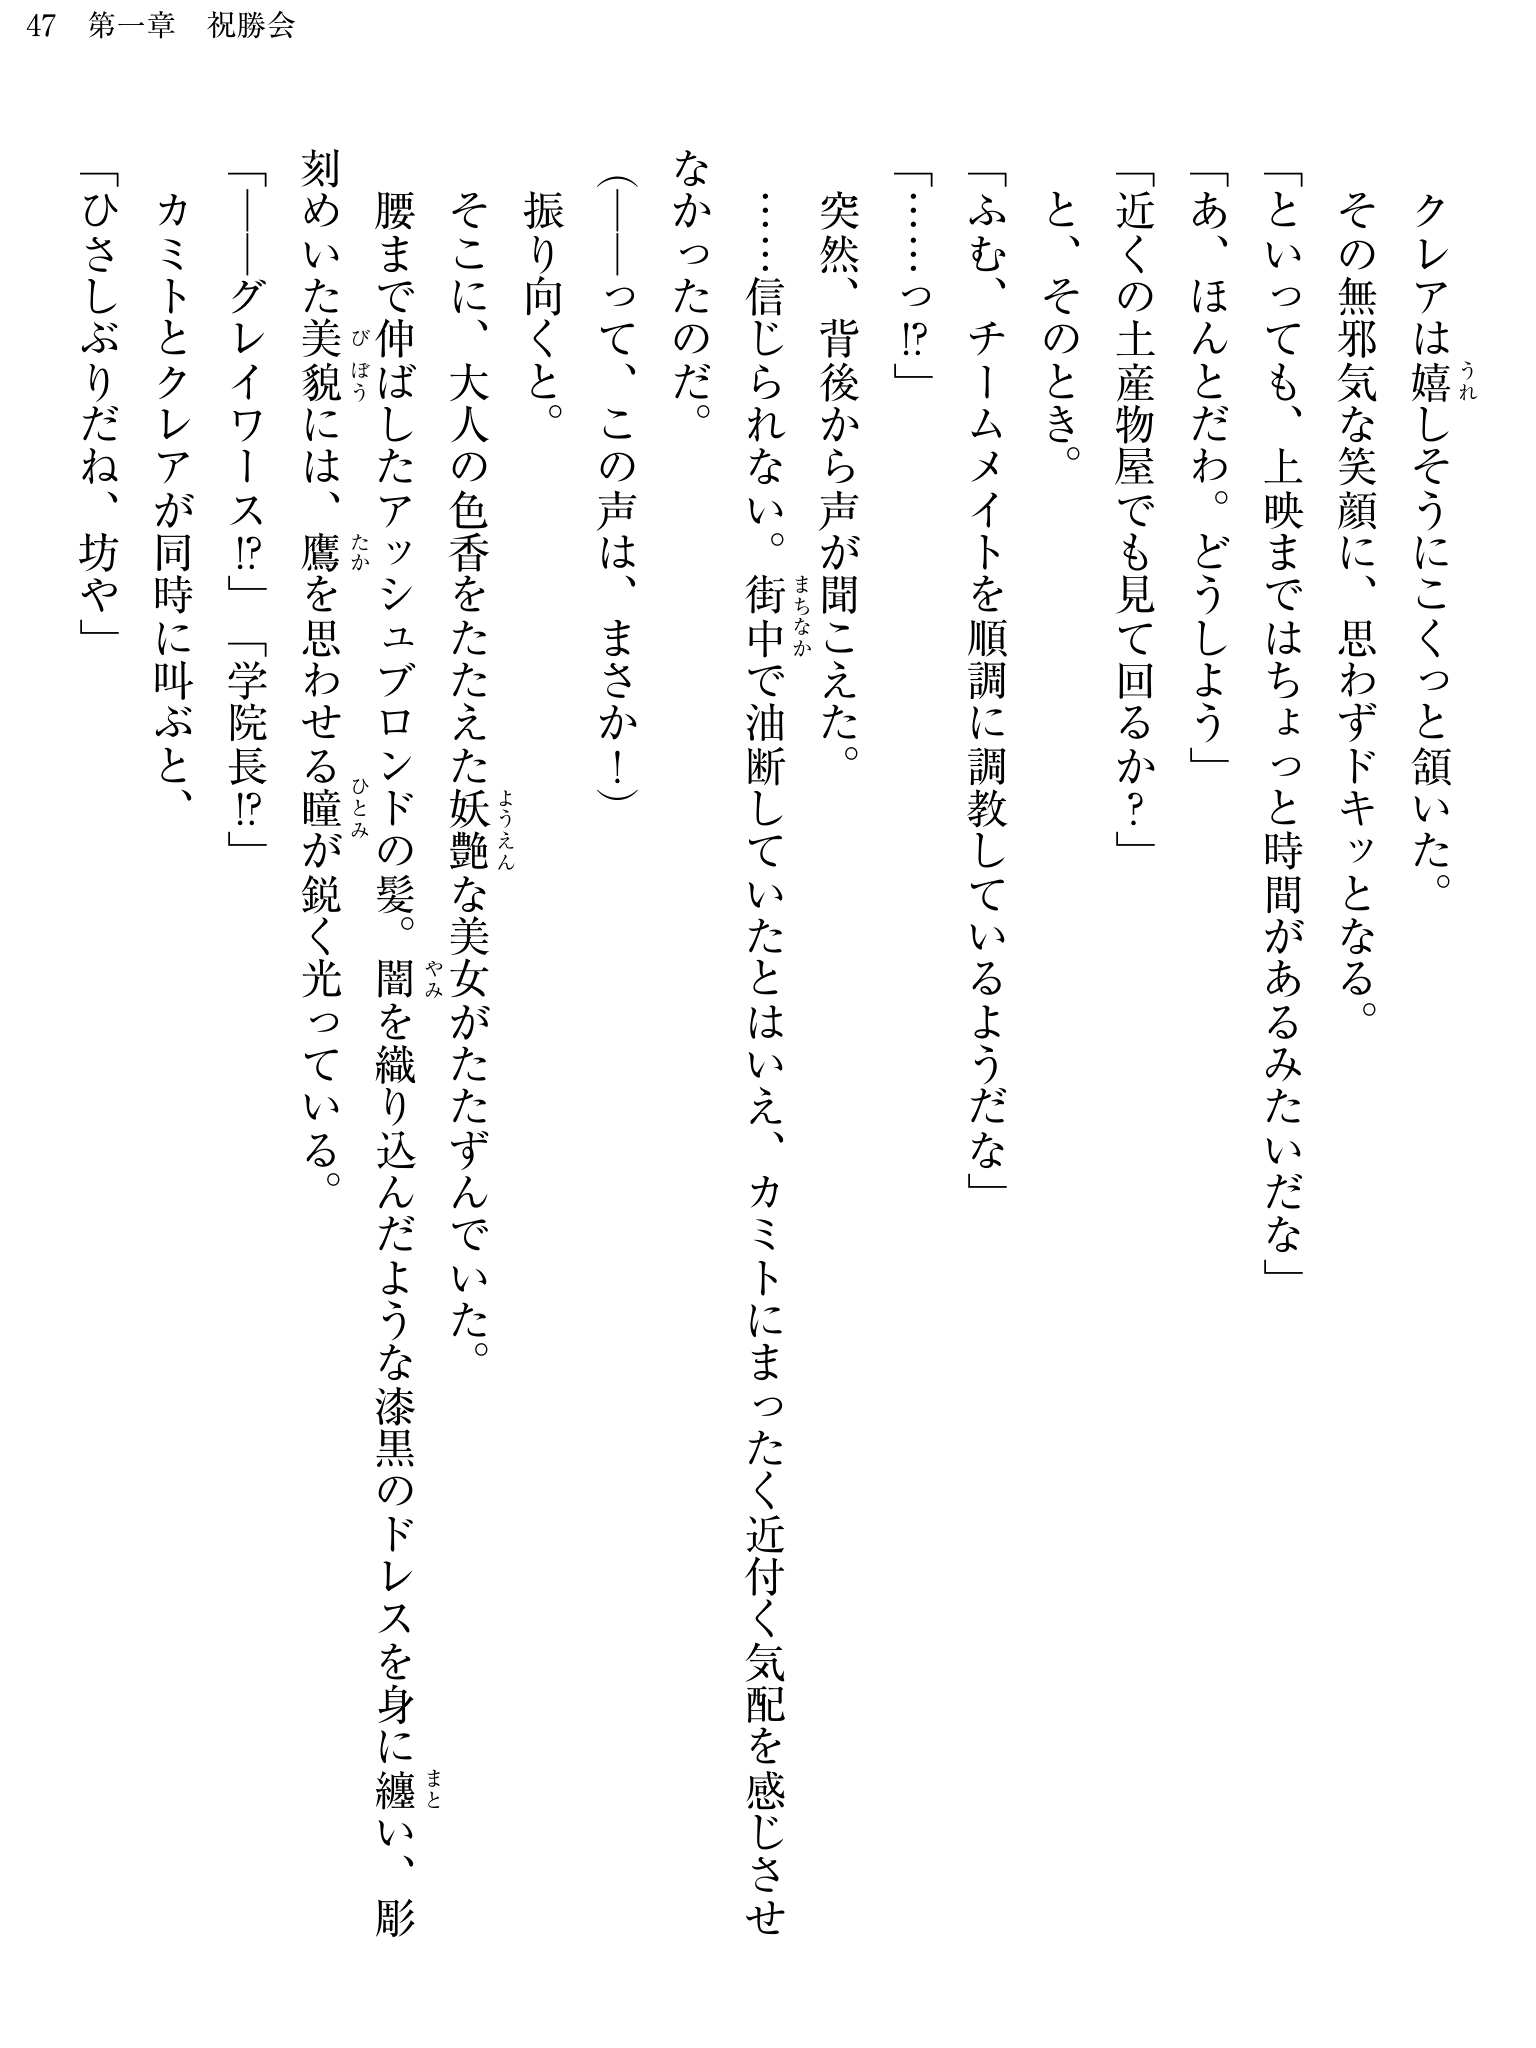 47 第一章 祝勝会
クレアは嬉しそうにこくっと頷いた。
その無邪気な笑顔に、思わずドキッとなる。
「といっても、上映まではちょっと時間があるみたいだな」
「あ、ほんとだわ。どうしよう」
「近くの土産物屋でも見て回るか?」
と、そのとき。
「ふむ、チームメイトを順調に調教しているようだな」
「……っ!?」
突然、背後から声が聞こえた。
……信じられない。街中で油断していたとはいえ、カミトにまったく近付く気配を感じさせ
なかったのだ。
(――って、この声は、まさか!)
振り向くと。
そこに、大人の色香をたたえた妖艶な美女がたたずんでいた。
腰まで伸ばしたアッシュブロンドの髪。闇を織り込んだような漆黒のドレスを身に纏い、彫
刻めいた美貌には、鷹を思わせる瞳が鋭く光っている。
「――グレイワース!?」「学院長!?」
カミトとクレアが同時に叫ぶと、
「ひさしぶりだね、坊や」